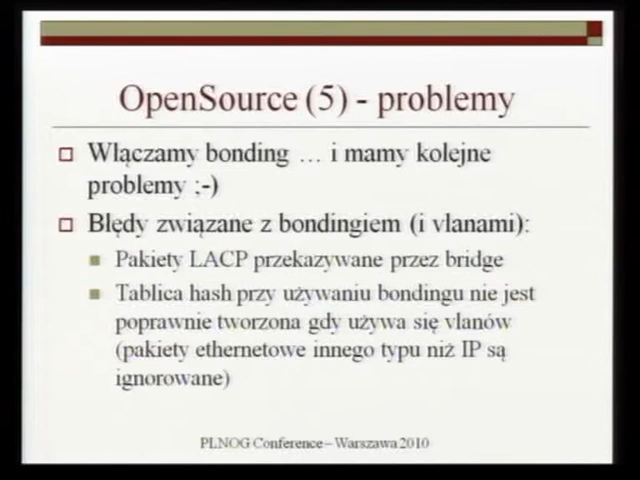 OpenSource (5) - problemy
Włączamy bonding … i mamy kolejne
problemy ;-)
Błędy związane z bondingiem (i vlanami):
Pakiety LACP przekazywane przez bridge
Tablica hash przy używaniu bondingu nie jest
poprawnie tworzona gdy używa się vlanów
(pakiety ethernetowe innego typu niż IP są
ignorowane)
PLNOG Conference – Warszawa 2010